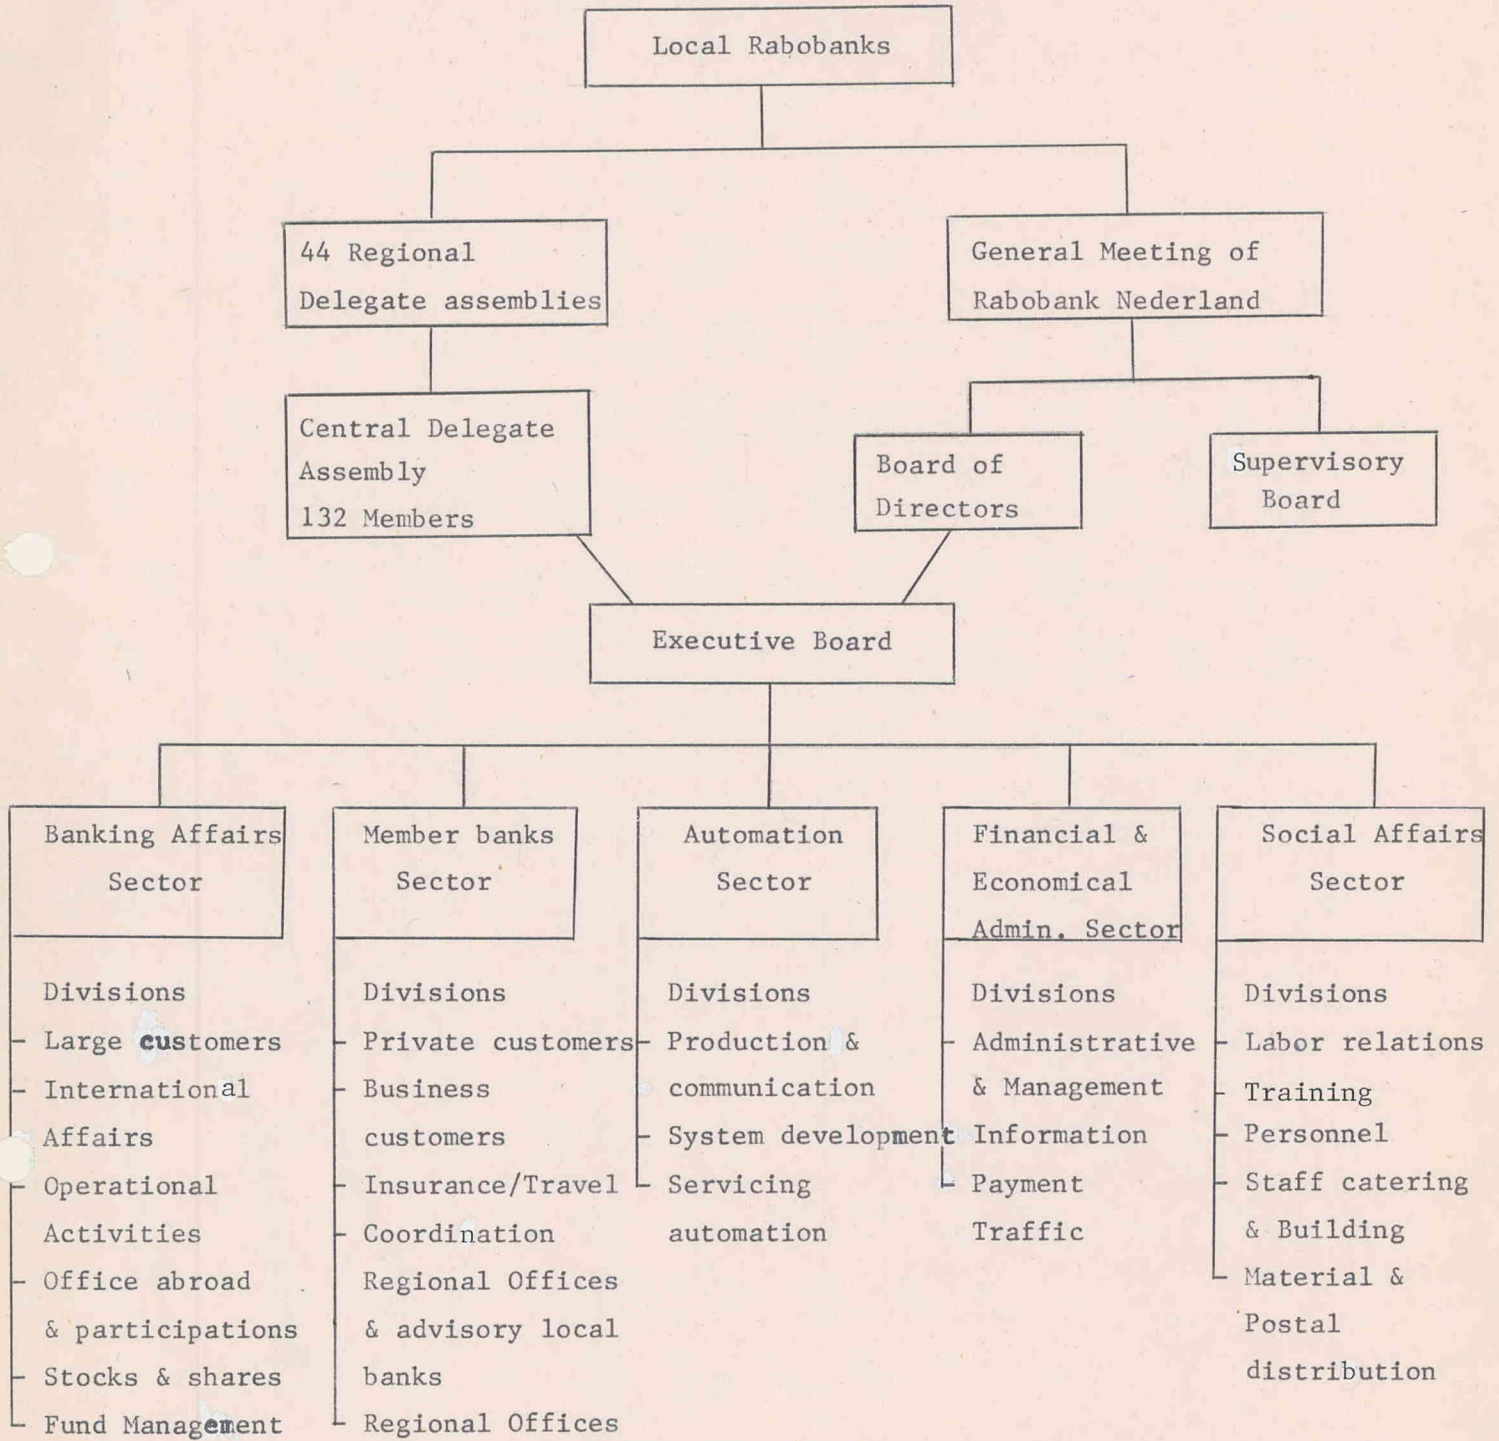 Local Rabobanks
44 Regional
Delegate assemblies
General Meeting of
Rabobank Nederland
Central Delegate
Assembly
132 Members
Board of
Directors
Supervisory
Board
Executive Board
Banking Affairs
Sector
Divisions
- Large customers
- International
Affairs
- Operational
Activities
- Office abroad
& participations
- Stocks & shares
- Fund Management
Member banks
Sector
Divisions
- Private customers
- Business
customers
- Insurance/Travel
- Coordination
Regional Offices
& advisory local
banks
- Regional Offices
Automation
Sector
Divisions
- Production &
communication
- System development
- Servicing
automation
Financial &
Economical
Admin. Sector
Divisions
- Administrative
& Management
Information
- Payment
Traffic
Social Affairs
Sector
Divisions
- Labor relations
- Training
- Personnel
- Staff catering
& Building
- Material &
Postal
distribution